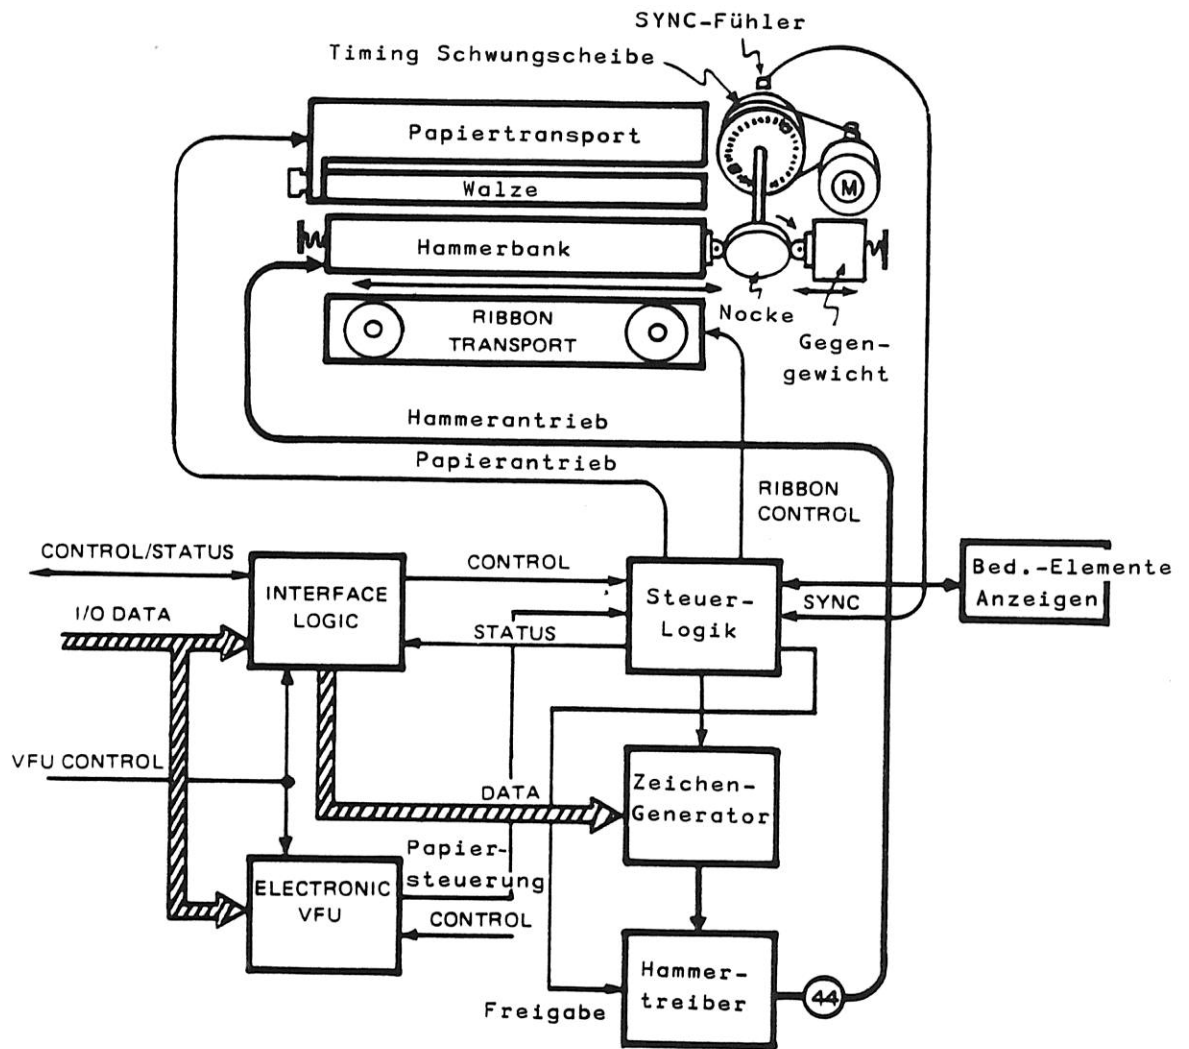 SYNC-Fühler
Timing Schwungscheibe
Papiertransport
Walze
M
Hammerbank
Nocke
RIBBON
TRANSPORT
Gegen-
gewicht
Hammerantrieb
Papierantrieb
RIBBON
CONTROL
CONTROL/STATUS
I/O DATA
INTERFACE
LOGIC
CONTROL
STATUS
Steuer-
Logik
SYNC
Bed.-Elemente
Anzeigen
VFU CONTROL
DATA
Zeichen-
Generator
Papier-
steuerung
ELECTRONIC
VFU
CONTROL
Hammer-
treiber
44
Freigabe